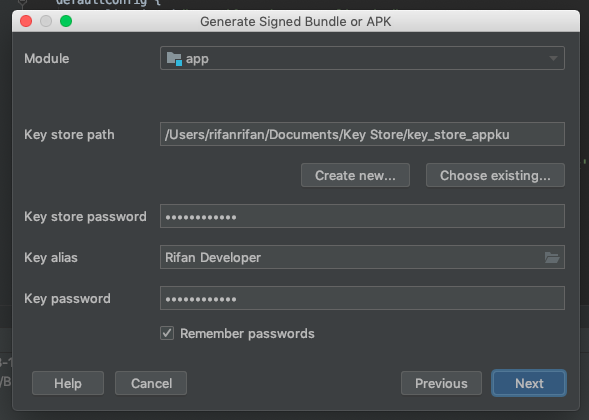 defaultConfig {
Generate Signed Bundle or APK
Module
app
Key store path
/Users/rifanrifan/Documents/Key Store/key_store_appku
Create new...
Choose existing...
Key store password
••••••••••••
Key alias
Rifan Developer
Key password
••••••••••••
Remember passwords
Help
Cancel
Previous
Next